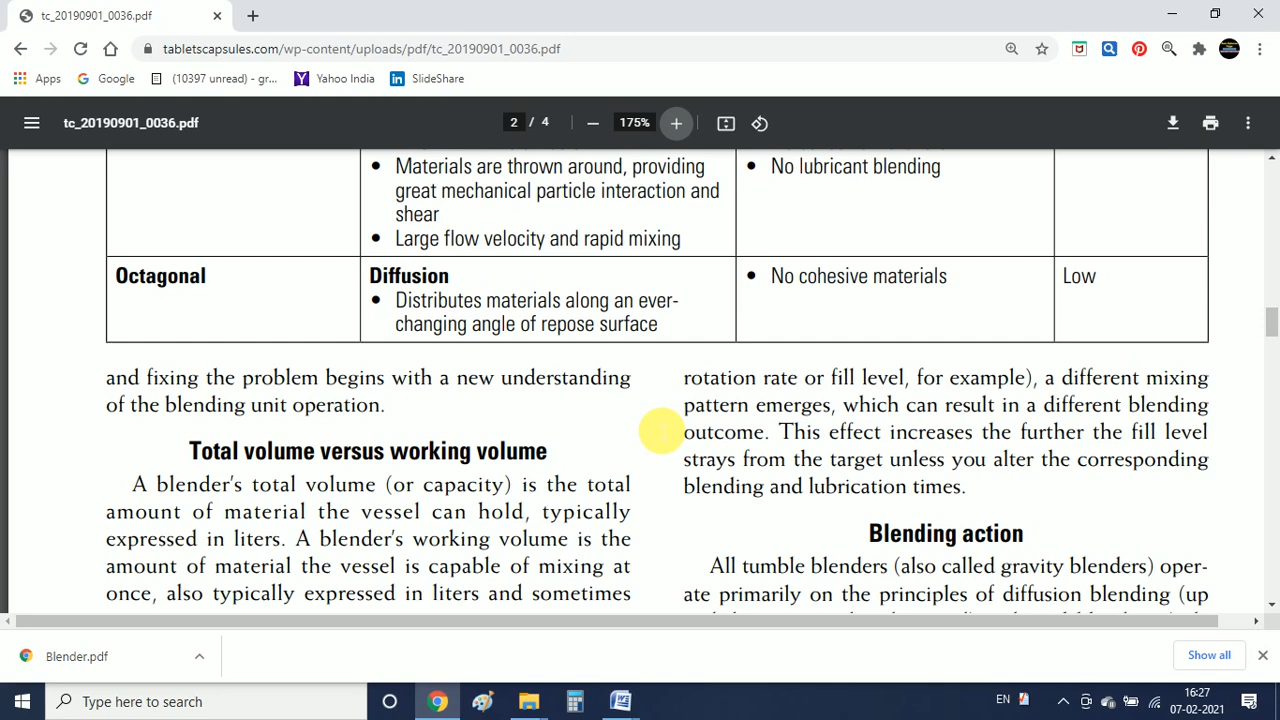 tc_20190901_0036.pdf
tabletscapsules.com/wp-content/uploads/pdf/tc_20190901_0036.pdf
Apps
Google
(10397 unread) - gr...
Yahoo India
SlideShare
tc_20190901_0036.pdf
2 / 4
175%
• Materials are thrown around, providing
great mechanical particle interaction and
shear
• Large flow velocity and rapid mixing
• No lubricant blending
Octagonal
Diffusion
• Distributes materials along an ever-
changing angle of repose surface
• No cohesive materials
Low
and fixing the problem begins with a new understanding
of the blending unit operation.
Total volume versus working volume
A blender's total volume (or capacity) is the total
amount of material the vessel can hold, typically
expressed in liters. A blender's working volume is the
amount of material the vessel is capable of mixing at
once, also typically expressed in liters and sometimes
rotation rate or fill level, for example), a different mixing
pattern emerges, which can result in a different blending
outcome. This effect increases the further the fill level
strays from the target unless you alter the corresponding
blending and lubrication times.
Blending action
All tumble blenders (also called gravity blenders) oper-
ate primarily on the principles of diffusion blending (up
Blender.pdf
Show all
Type here to search
EN
16:27
07-02-2021